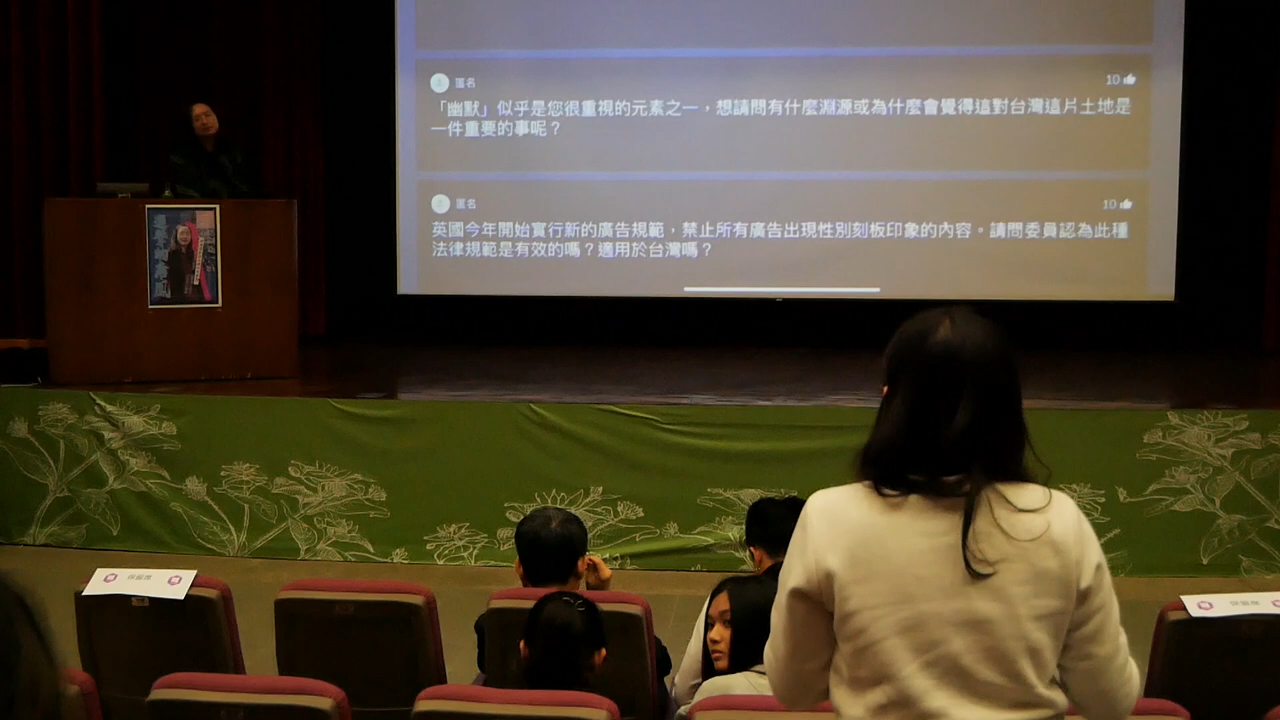 匿名
10
「幽默」似乎是您很重視的元素之一，想請問有什麼淵源或為什麼會覺得這對台灣這片土地是
一件重要的事呢？
匿名
10
英國今年開始實行新的廣告規範，禁止所有廣告出現性別刻板印象的內容。請問委員認為此種
法律規範是有效的嗎？適用於台灣嗎？